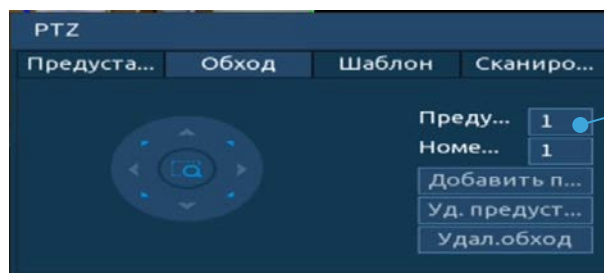 PTZ
Предуста... Обход Шаблон Сканиро...
Преду... 1
Номе... 1
Добавить п...
Уд. предуст...
Удал.обход